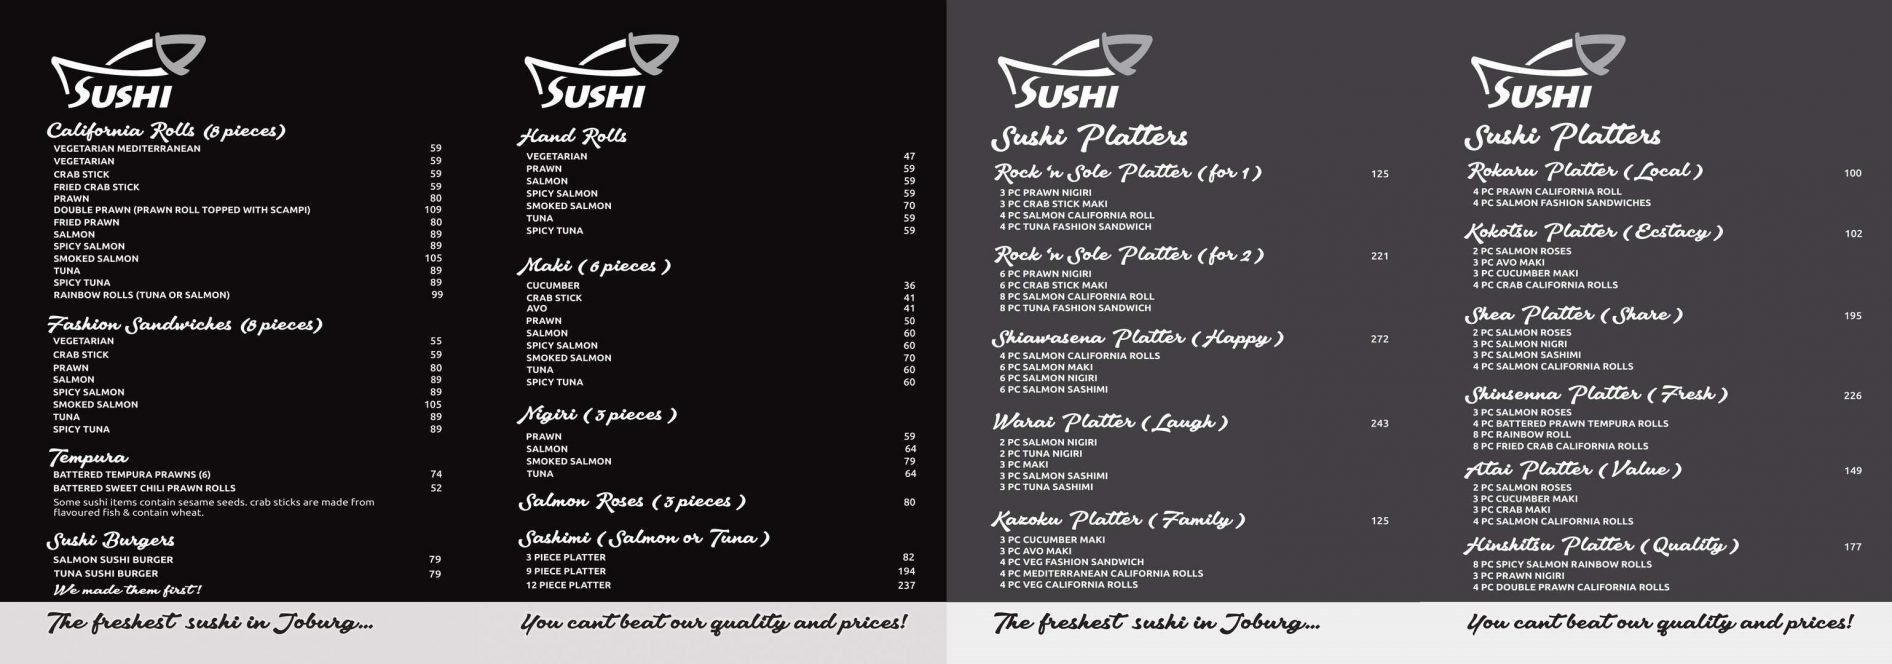 SUSHI
California Rolls (8 pieces)
VEGETARIAN MEDITERRANEAN 59
VEGETARIAN 59
CRAB STICK 59
FRIED CRAB STICK 59
PRAWN 80
DOUBLE PRAWN (PRAWN ROLL TOPPED WITH SCAMPI) 109
FRIED PRAWN 80
SALMON 89
SPICY SALMON 89
SMOKED SALMON 105
TUNA 89
SPICY TUNA 89
RAINBOW ROLLS (TUNA OR SALMON) 99
Fashion Sandwiches (8 pieces)
VEGETARIAN 55
CRAB STICK 59
PRAWN 80
SALMON 89
SPICY SALMON 89
SMOKED SALMON 105
TUNA 89
SPICY TUNA 89
Tempura
BATTERED TEMPURA PRAWNS (6) 74
BATTERED SWEET CHILI PRAWN ROLLS 52
Some sushi items contain sesame seeds. crab sticks are made from
flavoured fish & contain wheat.
Sushi Burgers
SALMON SUSHI BURGER 79
TUNA SUSHI BURGER 79
We made them first!
The freshest sushi in Joburg...
SUSHI
Hand Rolls
VEGETARIAN 47
PRAWN 59
SALMON 59
SPICY SALMON 59
SMOKED SALMON 70
TUNA 59
SPICY TUNA 59
Maki ( 6 pieces )
CUCUMBER 36
CRAB STICK 41
AVO 41
PRAWN 50
SALMON 60
SPICY SALMON 60
SMOKED SALMON 70
TUNA 60
SPICY TUNA 60
Nigiri ( 3 pieces )
PRAWN 59
SALMON 64
SMOKED SALMON 79
TUNA 64
Salmon Roses ( 3 pieces ) 80
Sashimi ( Salmon or Tuna )
3 PIECE PLATTER 82
9 PIECE PLATTER 194
12 PIECE PLATTER 237
You cant beat our quality and prices!
SUSHI
Sushi Platters
Rock 'n Sole Platter ( for 1 ) 125
3 PC PRAWN NIGIRI
3 PC CRAB STICK MAKI
4 PC SALMON CALIFORNIA ROLL
4 PC TUNA FASHION SANDWICH
Rock 'n Sole Platter ( for 2 ) 221
6 PC PRAWN NIGIRI
6 PC CRAB STICK MAKI
8 PC SALMON CALIFORNIA ROLL
8 PC TUNA FASHION SANDWICH
Shiawasena Platter ( Happy ) 272
4 PC SALMON CALIFORNIA ROLLS
6 PC SALMON MAKI
6 PC SALMON NIGIRI
6 PC SALMON SASHIMI
Warai Platter ( Laugh ) 243
2 PC SALMON NIGIRI
2 PC TUNA NIGIRI
3 PC MAKI
3 PC SALMON SASHIMI
3 PC TUNA SASHIMI
Kazoku Platter ( Family ) 125
3 PC CUCUMBER MAKI
3 PC AVO MAKI
4 PC VEG FASHION SANDWICH
4 PC MEDITERRANEAN CALIFORNIA ROLLS
4 PC VEG CALIFORNIA ROLLS
The freshest sushi in Joburg...
SUSHI
Sushi Platters
Rokaru Platter ( Local ) 100
4 PC PRAWN CALIFORNIA ROLL
4 PC SALMON FASHION SANDWICHES
Kokotsu Platter ( Ecstacy ) 102
2 PC SALMON ROSES
3 PC AVO MAKI
3 PC CUCUMBER MAKI
4 PC CRAB CALIFORNIA ROLLS
Shea Platter ( Share ) 195
2 PC SALMON ROSES
3 PC SALMON NIGRI
3 PC SALMON SASHIMI
4 PC SALMON CALIFORNIA ROLLS
Shinsenna Platter ( Fresh ) 226
3 PC SALMON ROSES
4 PC BATTERED PRAWN TEMPURA ROLLS
8 PC RAINBOW ROLL
8 PC FRIED CRAB CALIFORNIA ROLLS
Atai Platter ( Value ) 149
2 PC SALMON ROSES
3 PC CUCUMBER MAKI
3 PC CRAB MAKI
4 PC SALMON CALIFORNIA ROLLS
Hinshitsu Platter ( Quality ) 177
8 PC SPICY SALMON RAINBOW ROLLS
3 PC PRAWN NIGIRI
4 PC DOUBLE PRAWN CALIFORNIA ROLLS
You cant beat our quality and prices!